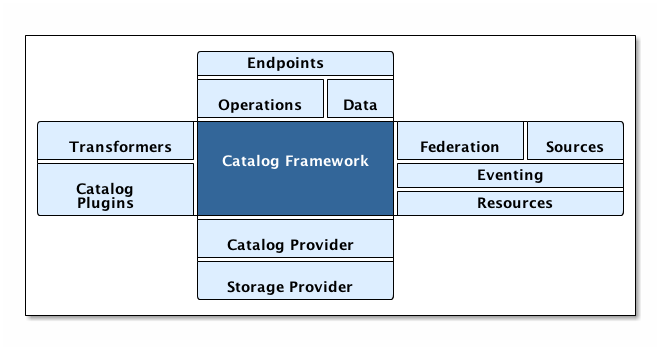 Endpoints
Operations
Data
Transformers
Catalog Framework
Federation
Sources
Eventing
Catalog
Plugins
Resources
Catalog Provider
Storage Provider